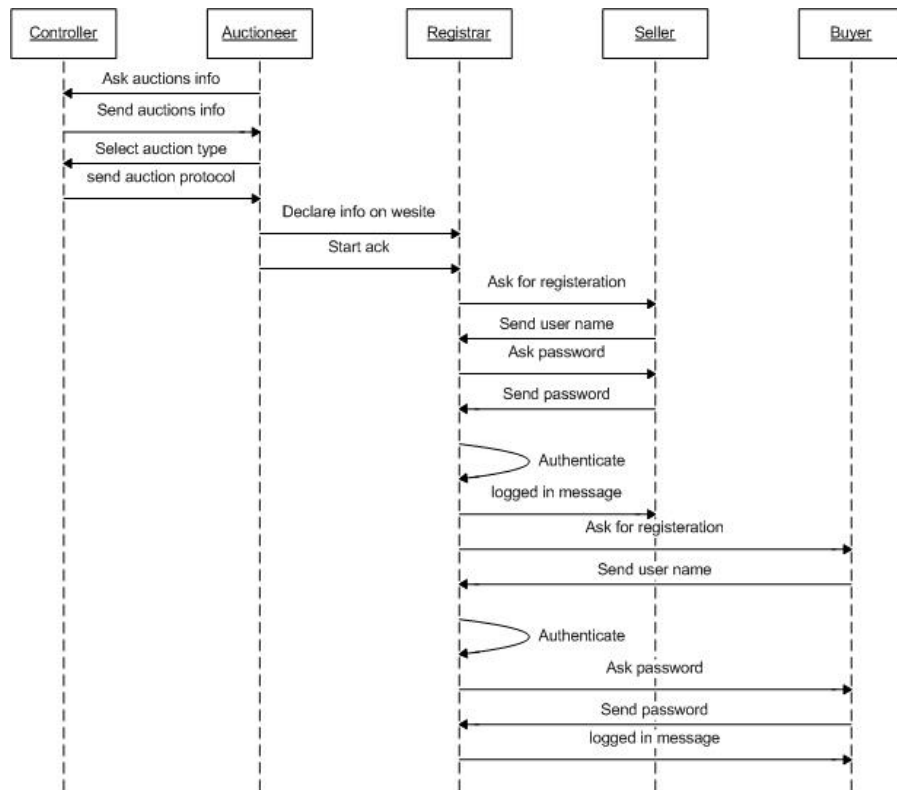 Controller
Auctioneer
Registrar
Seller
Buyer
Ask auctions info
Send auctions info
Select auction type
send auction protocol
Declare info on wesite
Start ack
Ask for registeration
Send user name
Ask password
Send password
Authenticate
logged in message
Ask for registeration
Send user name
Authenticate
Ask password
Send password
logged in message